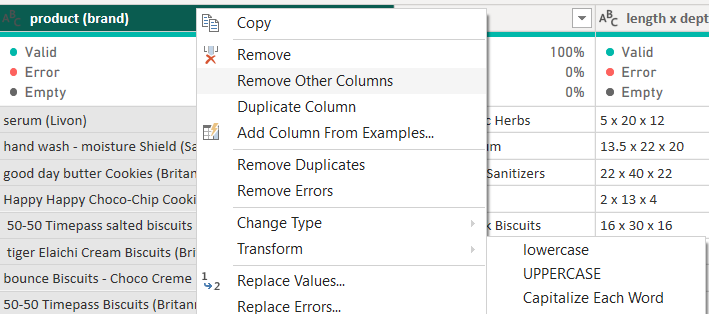 ABC product (brand)
ABC length x dept
Valid
Error
Empty
100%
0%
0%
Valid
Error
Empty
serum (Livon)
c Herbs
5 x 20 x 12
hand wash - moisture Shield (Sa
um
13.5 x 22 x 20
good day butter Cookies (Britan
Sanitizers
22 x 40 x 22
Happy Happy Choco-Chip Cooki
2 x 13 x 4
50-50 Timepass salted biscuits
k Biscuits
16 x 30 x 16
tiger Elaichi Cream Biscuits (Bri
bounce Biscuits - Choco Creme
50-50 Timepass Biscuits (Britann
Copy
Remove
Remove Other Columns
Duplicate Column
Add Column From Examples...
Remove Duplicates
Remove Errors
Change Type
Transform
1
2
Replace Values...
Replace Errors...
lowercase
UPPERCASE
Capitalize Each Word